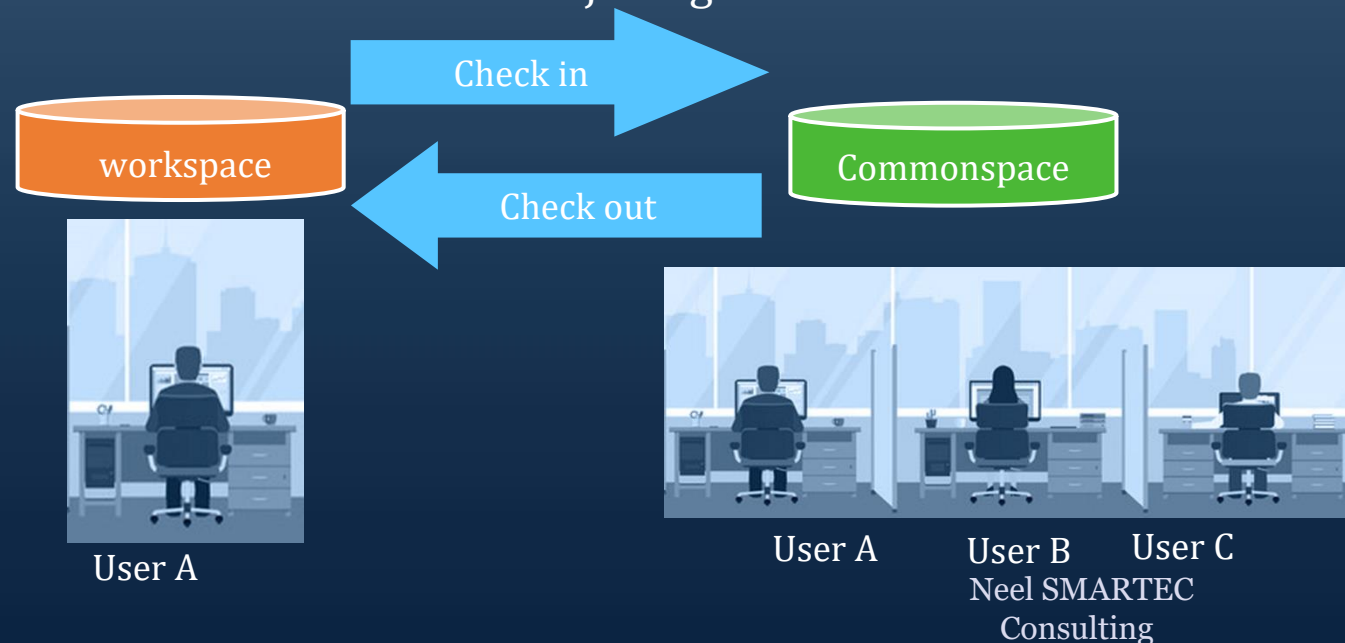 Check in
workspace
Commonspace
Check out
User A
User A
User B
User C
Neel SMARTEC
Consulting